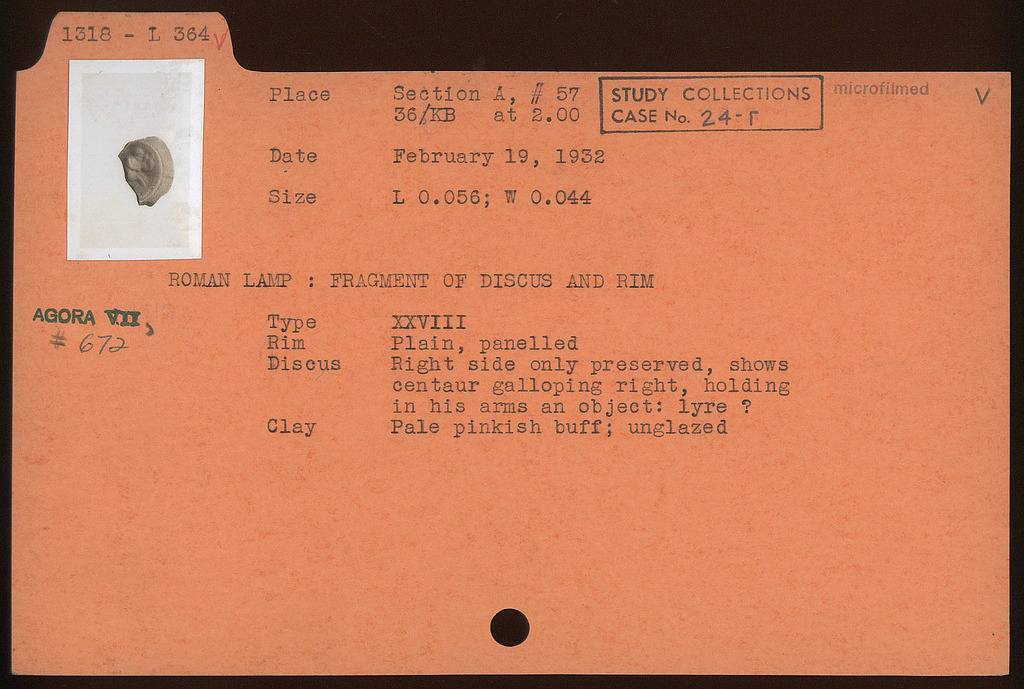 1318 - L 364 V
Place Section A, # 57
36/KB at 2.00
STUDY COLLECTIONS
CASE No. 24-Γ
microfilmed
V
Date February 19, 1932
Size L 0.056; W 0.044
ROMAN LAMP : FRAGMENT OF DISCUS AND RIM
AGORA VII,
# 672
Type XXVIII
Rim Plain, panelled
Discus Right side only preserved, shows
centaur galloping right, holding
in his arms an object: lyre ?
Clay Pale pinkish buff; unglazed